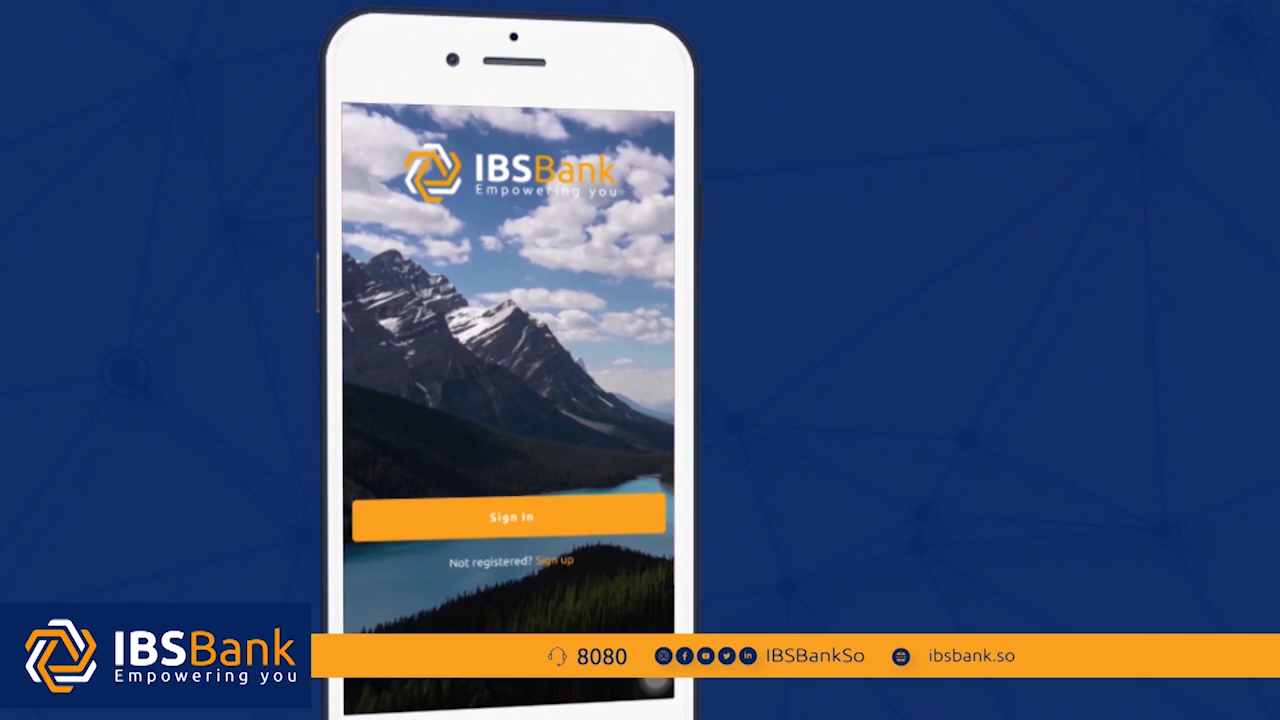 IBSBank
Empowering you
Sign In
Not registered? Sign up
IBSBank
Empowering you
8080 IBSBankSo ibsbank.so